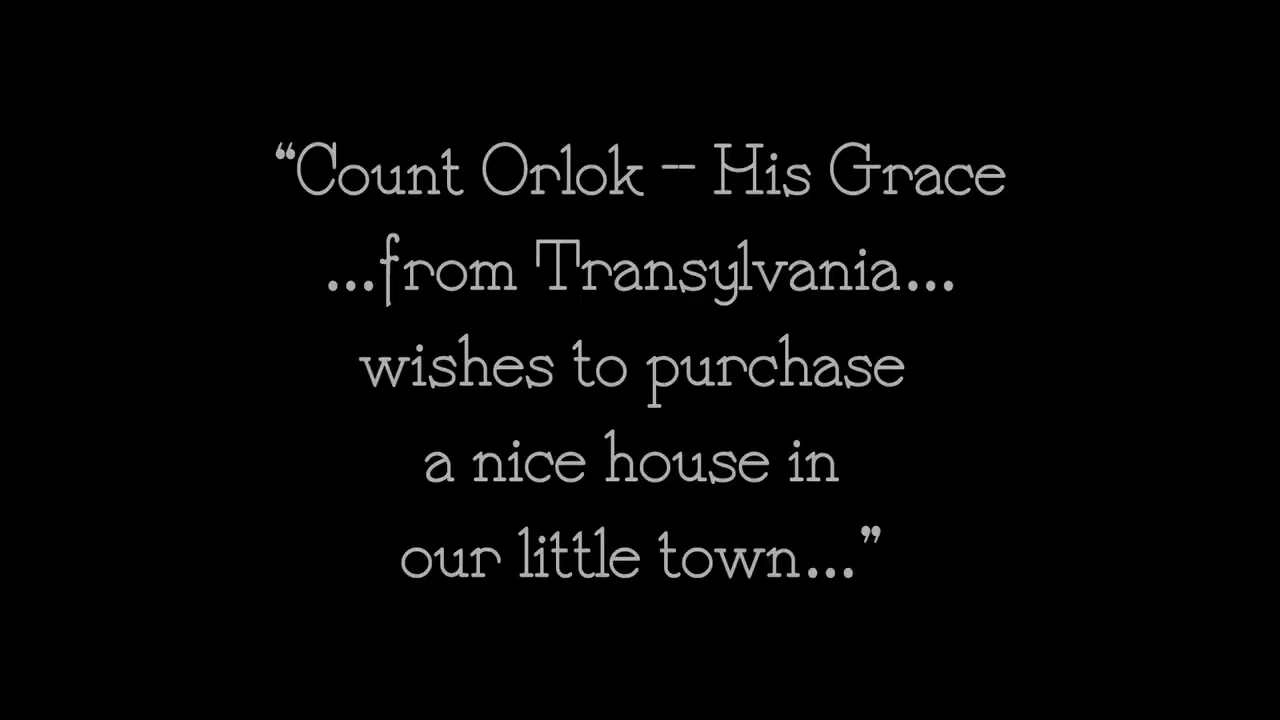 “Count Orlok -- His Grace
...from Transylvania...
wishes to purchase
a nice house in
our little town...”